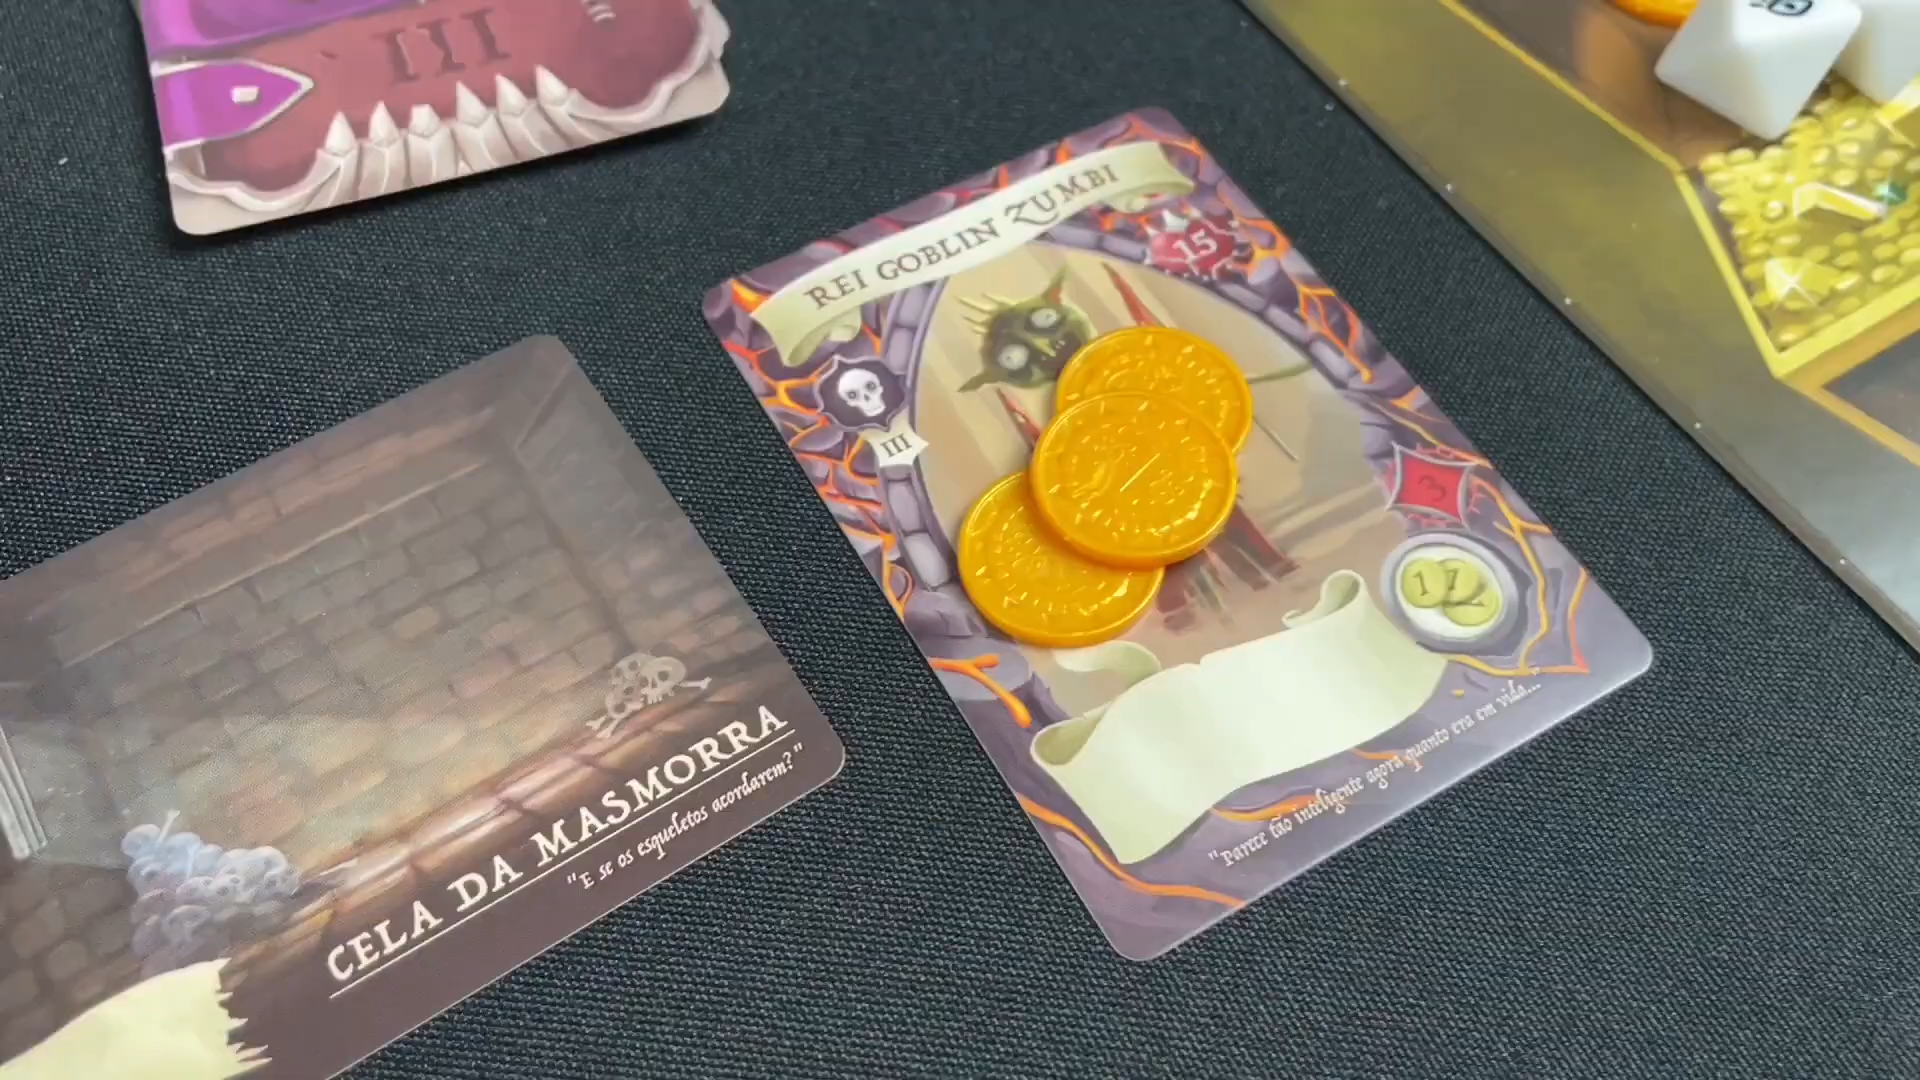 III
REI GOBLIN ZUMBI
15
III
3
"Parece tão inteligente agora quanto era em vida..."
CELA DA MASMORRA
"E se os esqueletos acordarem?"